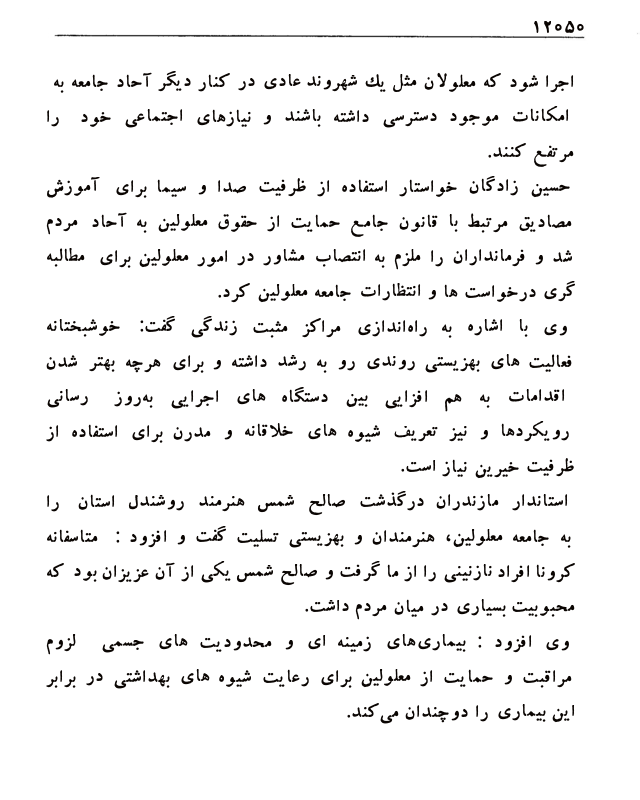 ۱۲۰۵۰
اجرا شود که معلولان مثل یك شهروند عادی در کنار دیگر آحاد جامعه به
امکانات موجود دسترسی داشته باشند و نیازهای اجتماعی خود را
مرتفع کنند.
حسین زادگان خواستار استفاده از ظرفیت صدا و سیما برای آموزش
مصادیق مرتبط با قانون جامع حمایت از حقوق معلولین به آحاد مردم
شد و فرمانداران را ملزم به انتصاب مشاور در امور معلولین برای مطالبه
گری درخواست ها و انتظارات جامعه معلولین کرد.
وی با اشاره به راه‌اندازی مراکز مثبت زندگی گفت: خوشبختانه
فعالیت های بهزیستی روندی رو به رشد داشته و برای هرچه بهتر شدن
اقدامات به هم افزایی بین دستگاه های اجرایی به‌روز رسانی
رویکردها و نیز تعریف شیوه های خلاقانه و مدرن برای استفاده از
ظرفیت خیرین نیاز است.
استاندار مازندران درگذشت صالح شمس هنرمند روشندل استان را
به جامعه معلولین، هنرمندان و بهزیستی تسلیت گفت و افزود : متاسفانه
کرونا افراد نازنینی را از ما گرفت و صالح شمس یکی از آن عزیزان بود که
محبوبیت بسیاری در میان مردم داشت.
وی افزود : بیماری‌های زمینه ای و محدودیت های جسمی لزوم
مراقبت و حمایت از معلولین برای رعایت شیوه های بهداشتی در برابر
این بیماری را دوچندان می‌کند.